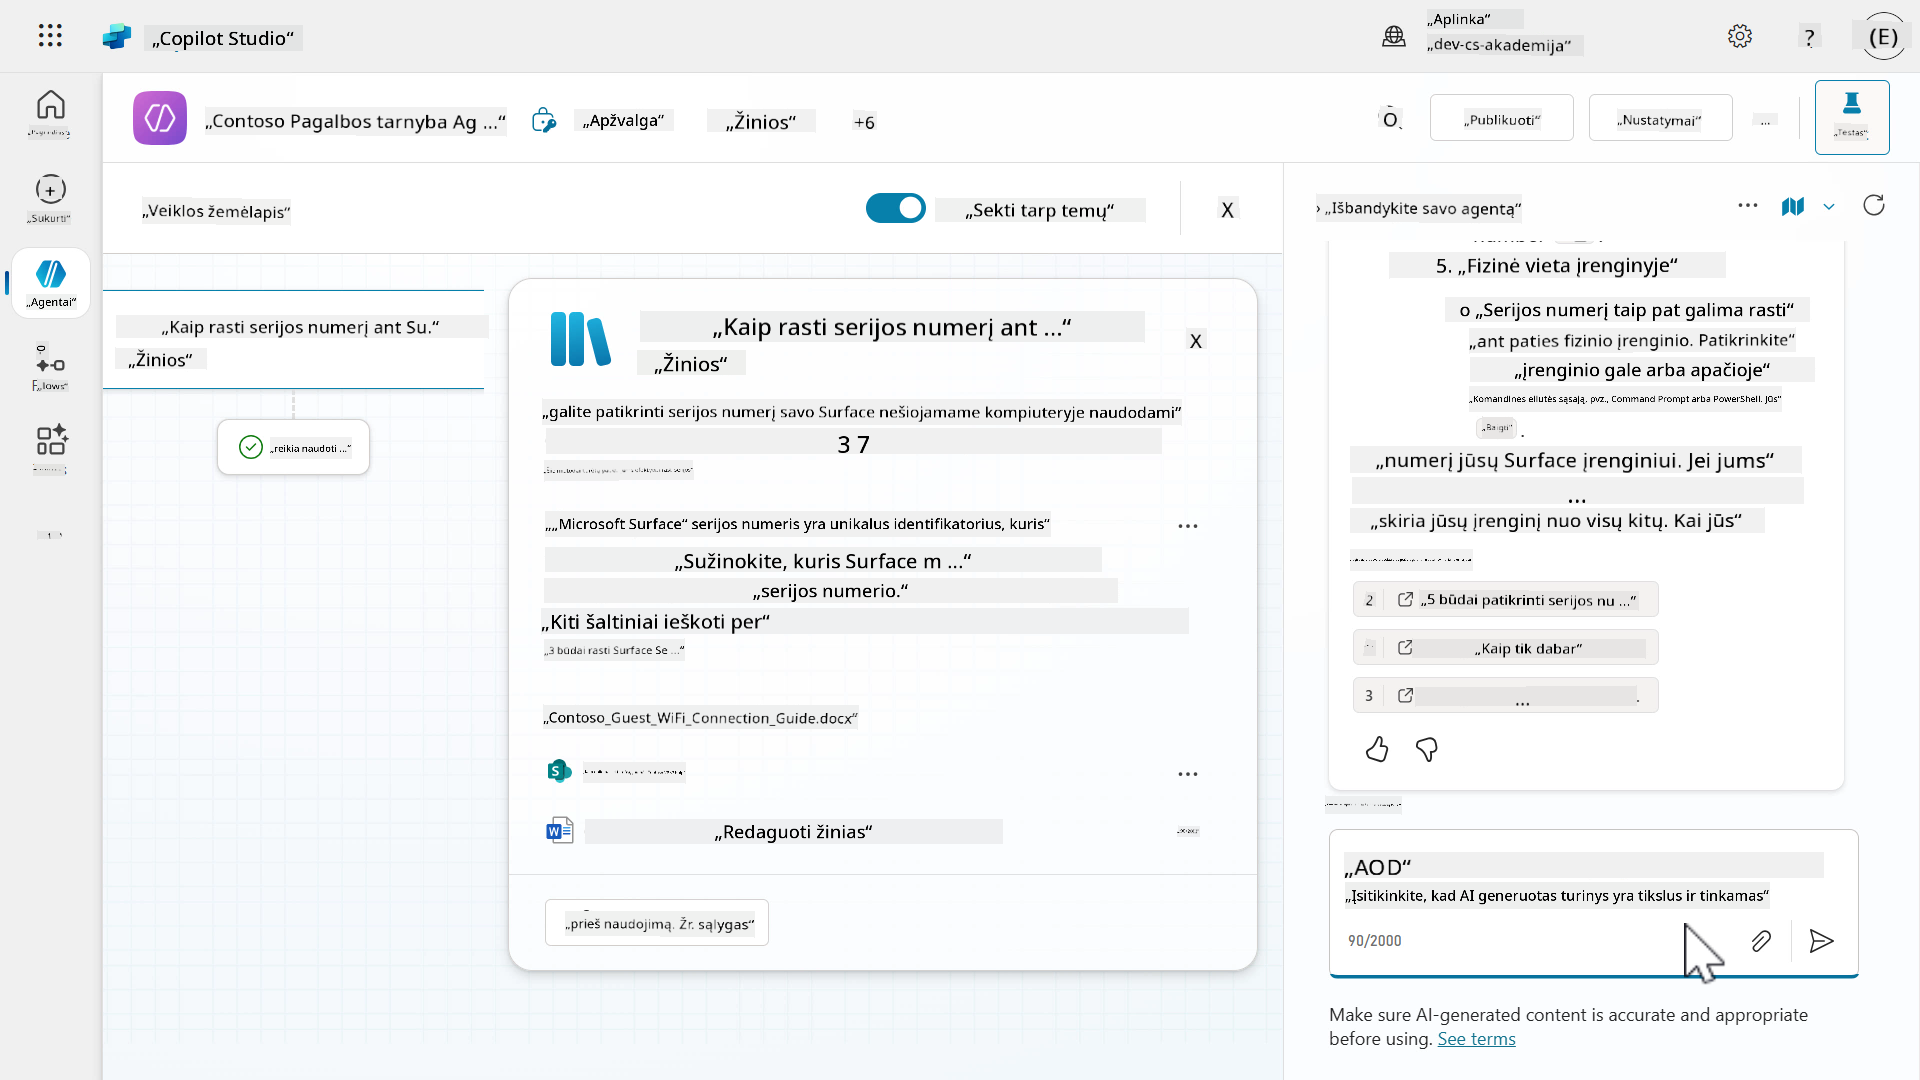 „Copilot Studio“
„Aplinka“
„dev-cs-akademija“
?
(E)
„Contoso Pagalbos tarnyba Ag ...“
„Apžvalga“
„Žinios“
+6
„Publikuoti“
„Nustatymai“
...
„Testas“
„Sukurti“
„Agentai“
„Veiklos žemėlapis“
„Sekti tarp temų“
X
„Kaip rasti serijos numerį ant Su.“
„Žinios“
„reikia naudoti ...“
„Kaip rasti serijos numerį ant ...“
„Žinios“
X
„galite patikrinti serijos numerį savo Surface nešiojamame kompiuteryje naudodami“
3 7
„„Microsoft Surface“ serijos numeris yra unikalus identifikatorius, kuris“
„Sužinokite, kuris Surface m ...“
„serijos numerio.“
„Kiti šaltiniai ieškoti per“
„3 būdai rasti Surface Se ...“
„Contoso_Guest_WiFi_Connection_Guide.docx“
„Redaguoti žinias“
„prieš naudojimą. Žr. sąlygas“
› „Išbandykite savo agentą“
5. „Fizinė vieta įrenginyje“
o „Serijos numerį taip pat galima rasti“
„ant paties fizinio įrenginio. Patikrinkite“
„įrenginio gale arba apačioje“
„Komandinės eilutės sąsają, pvz., Command Prompt arba PowerShell. Jūs“
„Baigti“ .
„numerį jūsų Surface įrenginiui. Jei jums“
...
„skiria jūsų įrenginį nuo visų kitų. Kai jūs“
2 „5 būdai patikrinti serijos nu ...“
„Kaip tik dabar“
3 ... .
„AOD“
„Įsitikinkite, kad AI generuotas turinys yra tikslus ir tinkamas“
90/2000
Make sure AI-generated content is accurate and appropriate
before using. See terms